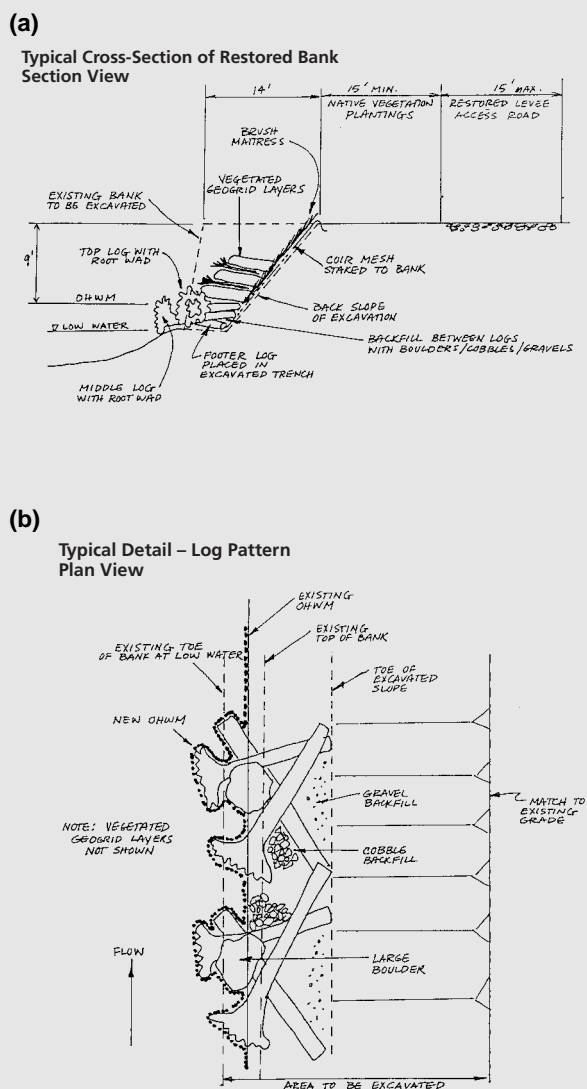 (a)
Typical Cross-Section of Restored Bank
Section View
14'
15' MIN.
NATIVE VEGETATION
PLANTINGS
15' MAX.
RESTORED LEVEE
ACCESS ROAD
BRUSH
MATTRESS
VEGETATED
GEOGRID LAYERS
EXISTING BANK
TO BE EXCAVATED
9'
TOP LOG WITH
ROOT WAD
COIR MESH
STAKED TO BANK
OHWM
BACK SLOPE
OF EXCAVATION
LOW WATER
BACKFILL BETWEEN LOGS
WITH BOULDERS/COBBLES/GRAVELS
FOOTER LOG
PLACED IN
EXCAVATED TRENCH
MIDDLE LOG
WITH ROOT WAD
(b)
Typical Detail – Log Pattern
Plan View
EXISTING
OHWM
EXISTING TOE
OF BANK AT LOW WATER
EXISTING
TOP OF BANK
TOE OF
EXCAVATED
SLOPE
NEW OHWM
GRAVEL
BACKFILL
MATCH TO
EXISTING
GRADE
NOTE: VEGETATED
GEOGRID LAYERS
NOT SHOWN
COBBLE
BACKFILL
FLOW
LARGE
BOULDER
AREA TO BE EXCAVATED